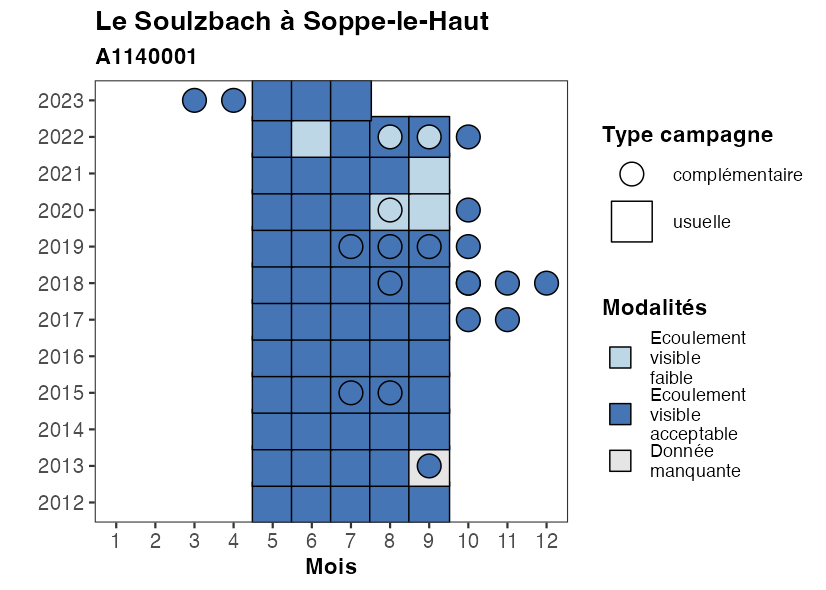 Le Soulzbach à Soppe-le-Haut
A1140001
2023
2022
2021
2020
2019
2018
2017
2016
2015
2014
2013
2012
1 2 3 4 5 6 7 8 9 10 11 12
Mois
Type campagne
complémentaire
usuelle
Modalités
Ecoulement
visible
faible
Ecoulement
visible
acceptable
Donnée
manquante